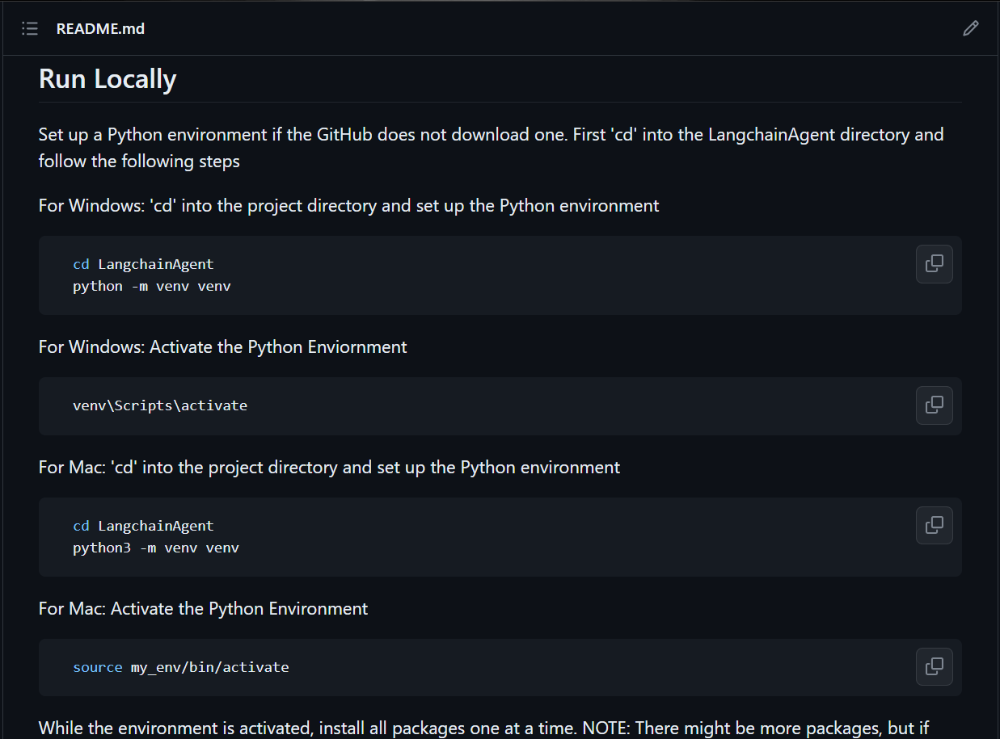 README.md
Run Locally
Set up a Python environment if the GitHub does not download one. First 'cd' into the LangchainAgent directory and
follow the following steps
For Windows: 'cd' into the project directory and set up the Python environment
cd LangchainAgent
python -m venv venv
For Windows: Activate the Python Enviornment
venv\Scripts\activate
For Mac: 'cd' into the project directory and set up the Python environment
cd LangchainAgent
python3 -m venv venv
For Mac: Activate the Python Environment
source my_env/bin/activate
While the environment is activated, install all packages one at a time. NOTE: There might be more packages, but if